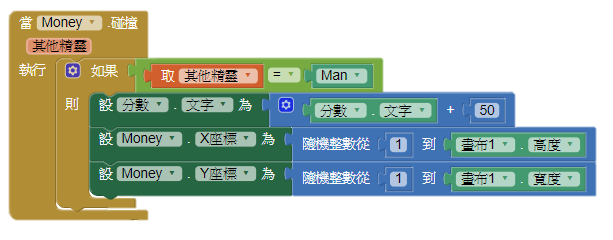 當 Money .碰撞
其他精靈
執行 如果 取 其他精靈 = Man
則 設 分數 . 文字 為 分數 . 文字 + 50
設 Money . X座標 為 隨機整數從 1 到 畫布1 . 高度
設 Money . Y座標 為 隨機整數從 1 到 畫布1 . 寬度